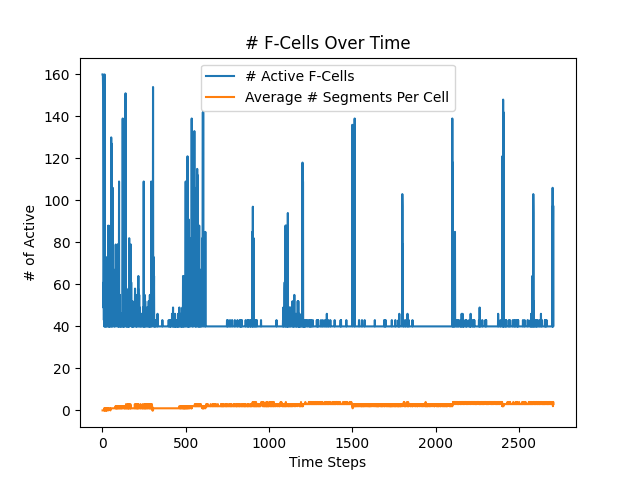 # F-Cells Over Time
# Active F-Cells
Average # Segments Per Cell
# of Active
160
140
120
100
80
60
40
20
0
0 500 1000 1500 2000 2500
Time Steps